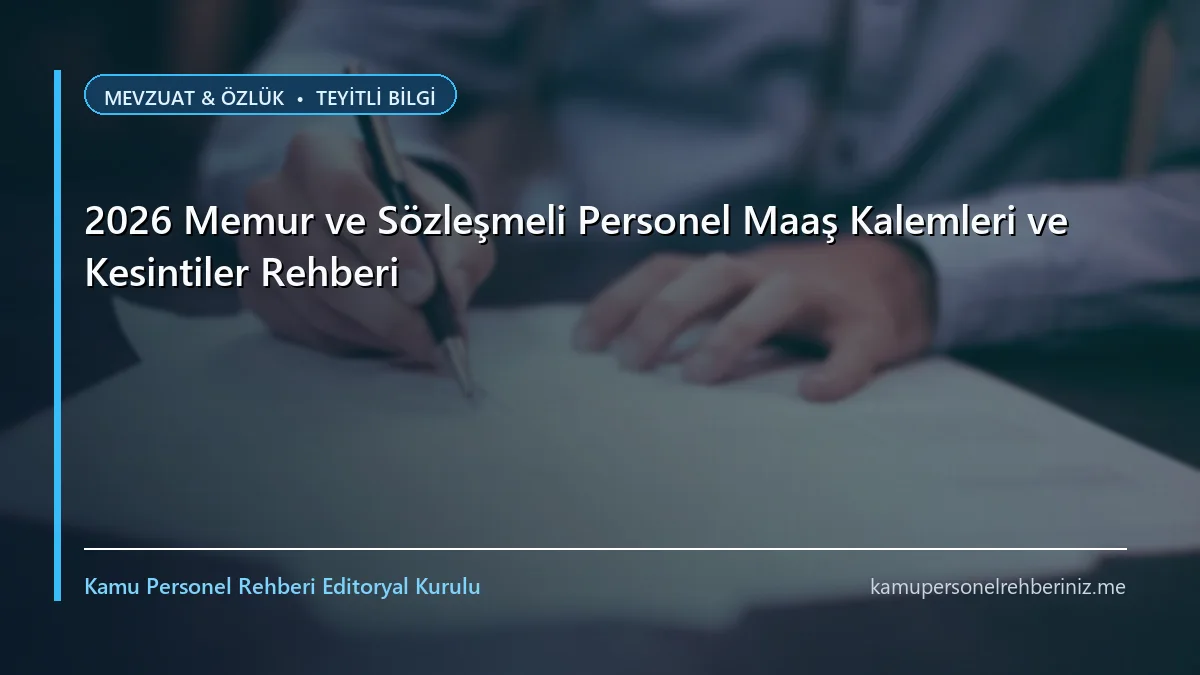 MEVZUAT & ÖZLÜK • TEYİTLİ BİLGİ
2026 Memur ve Sözleşmeli Personel Maaş Kalemleri ve
Kesintiler Rehberi
Kamu Personel Rehberi Editoryal Kurulu
kamupersonelrehberiniz.me